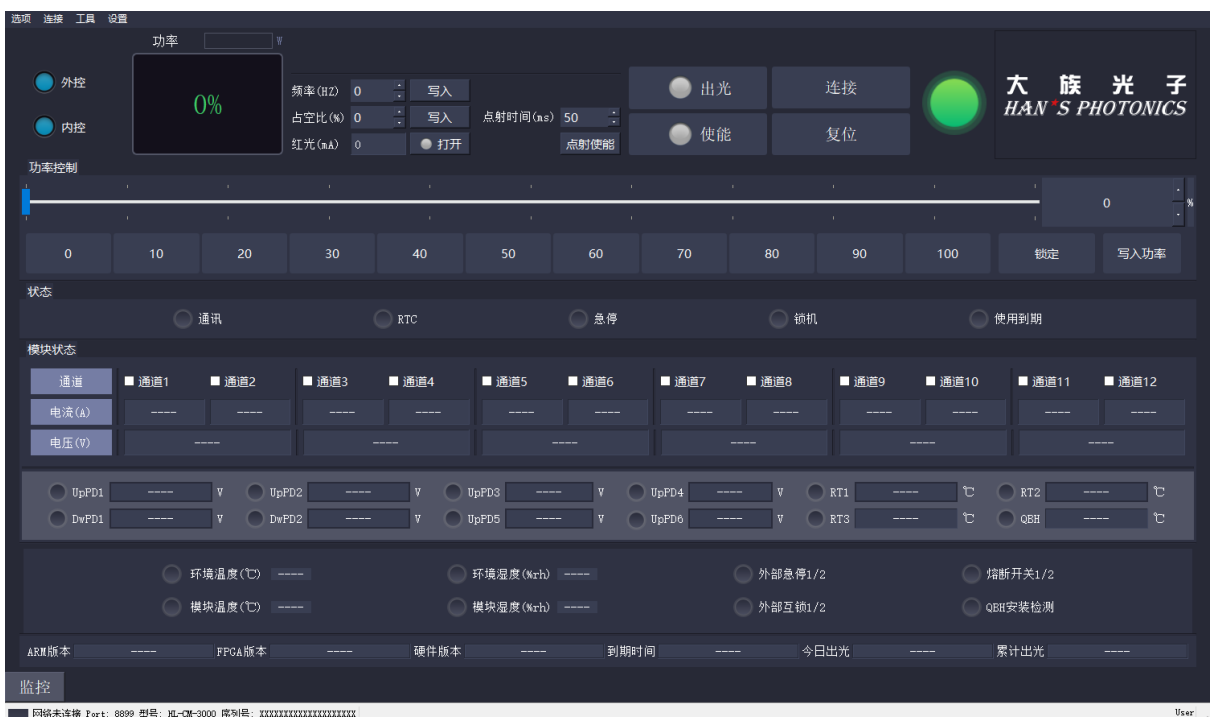 选项 连接 工具 设置
功率 W
外控
内控
0%
频率(HZ) 0 写入
占空比(%) 0 写入
红光(mA) 0 打开
点射时间(ms) 50
点射使能
出光 连接
使能 复位
大族光子
HAN*S PHOTONICS
功率控制
0 %
0 10 20 30 40 50 60 70 80 90 100 锁定 写入功率
状态
通讯 RTC 急停 锁机 使用到期
模块状态
通道 通道1 通道2 通道3 通道4 通道5 通道6 通道7 通道8 通道9 通道10 通道11 通道12
电流(A) ---- ---- ---- ---- ---- ---- ---- ---- ---- ---- ---- ----
电压(V) ---- ---- ---- ---- ---- ----
UpPD1 ---- V UpPD2 ---- V UpPD3 ---- V UpPD4 ---- V RT1 ---- ℃ RT2 ---- ℃
DwPD1 ---- V DwPD2 ---- V UpPD5 ---- V UpPD6 ---- V RT3 ---- ℃ QBH ---- ℃
环境温度(℃) ---- 环境湿度(%rh) ---- 外部急停1/2 熔断开关1/2
模块温度(℃) ---- 模块湿度(%rh) ---- 外部互锁1/2 QBH安装检测
ARM版本 ---- FPGA版本 ---- 硬件版本 ---- 到期时间 ---- 今日出光 ---- 累计出光 ----
监控
网络未连接 Port: 8899 型号: HL-CM-3000 序列号: XXXXXXXXXXXXXXXXXXXX User